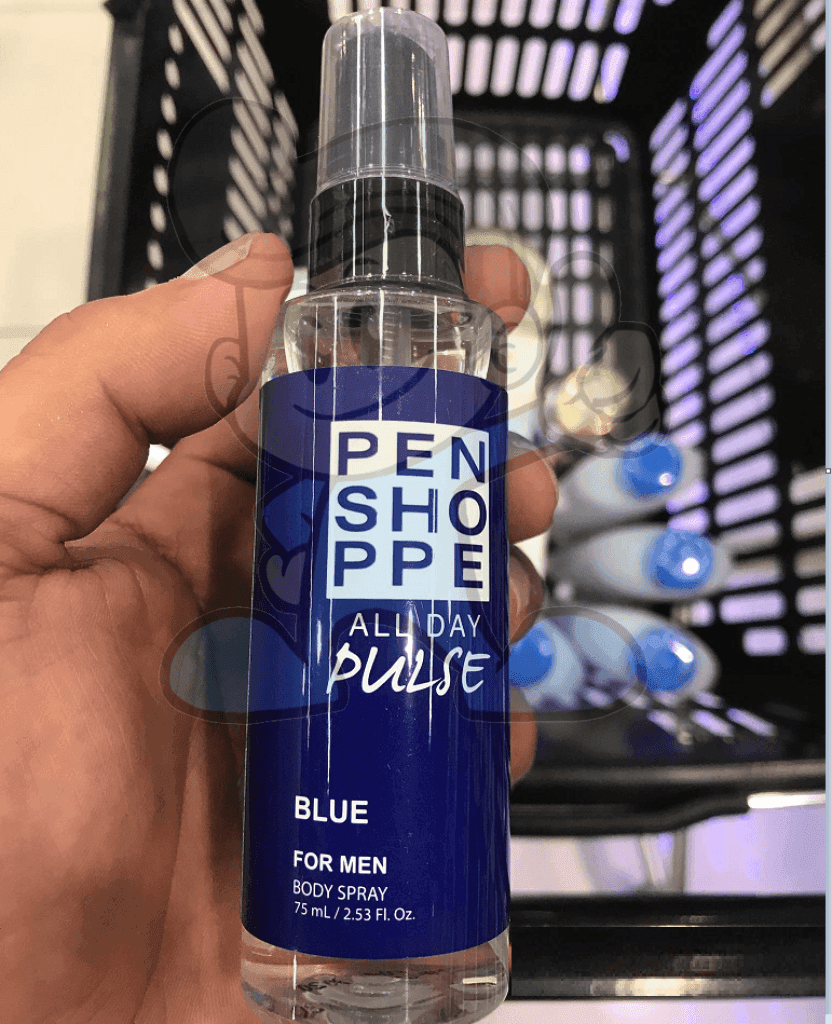 PEN
SHO
PPE
ALL DAY
PULSE
BLUE
FOR MEN
BODY SPRAY
75 mL / 2.53 Fl. Oz.